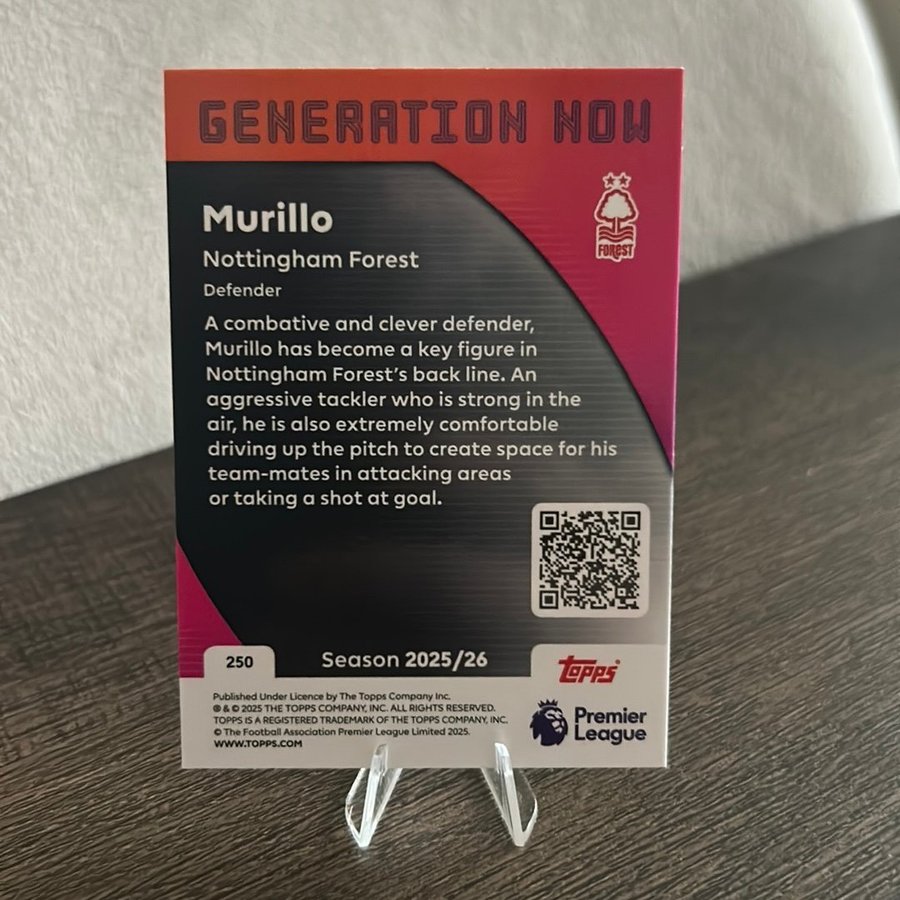 GENERATION NOW
FOREST
Murillo
Nottingham Forest
Defender
A combative and clever defender,
Murillo has become a key figure in
Nottingham Forest's back line. An
aggressive tackler who is strong in the
air, he is also extremely comfortable
driving up the pitch to create space for his
team-mates in attacking areas
or taking a shot at goal.
250
Season 2025/26
Topps®
Published Under Licence by The Topps Company Inc.
® & © 2025 THE TOPPS COMPANY, INC. ALL RIGHTS RESERVED.
TOPPS IS A REGISTERED TRADEMARK OF THE TOPPS COMPANY, INC.
© The Football Association Premier League Limited 2025.
WWW.TOPPS.COM
Premier
League